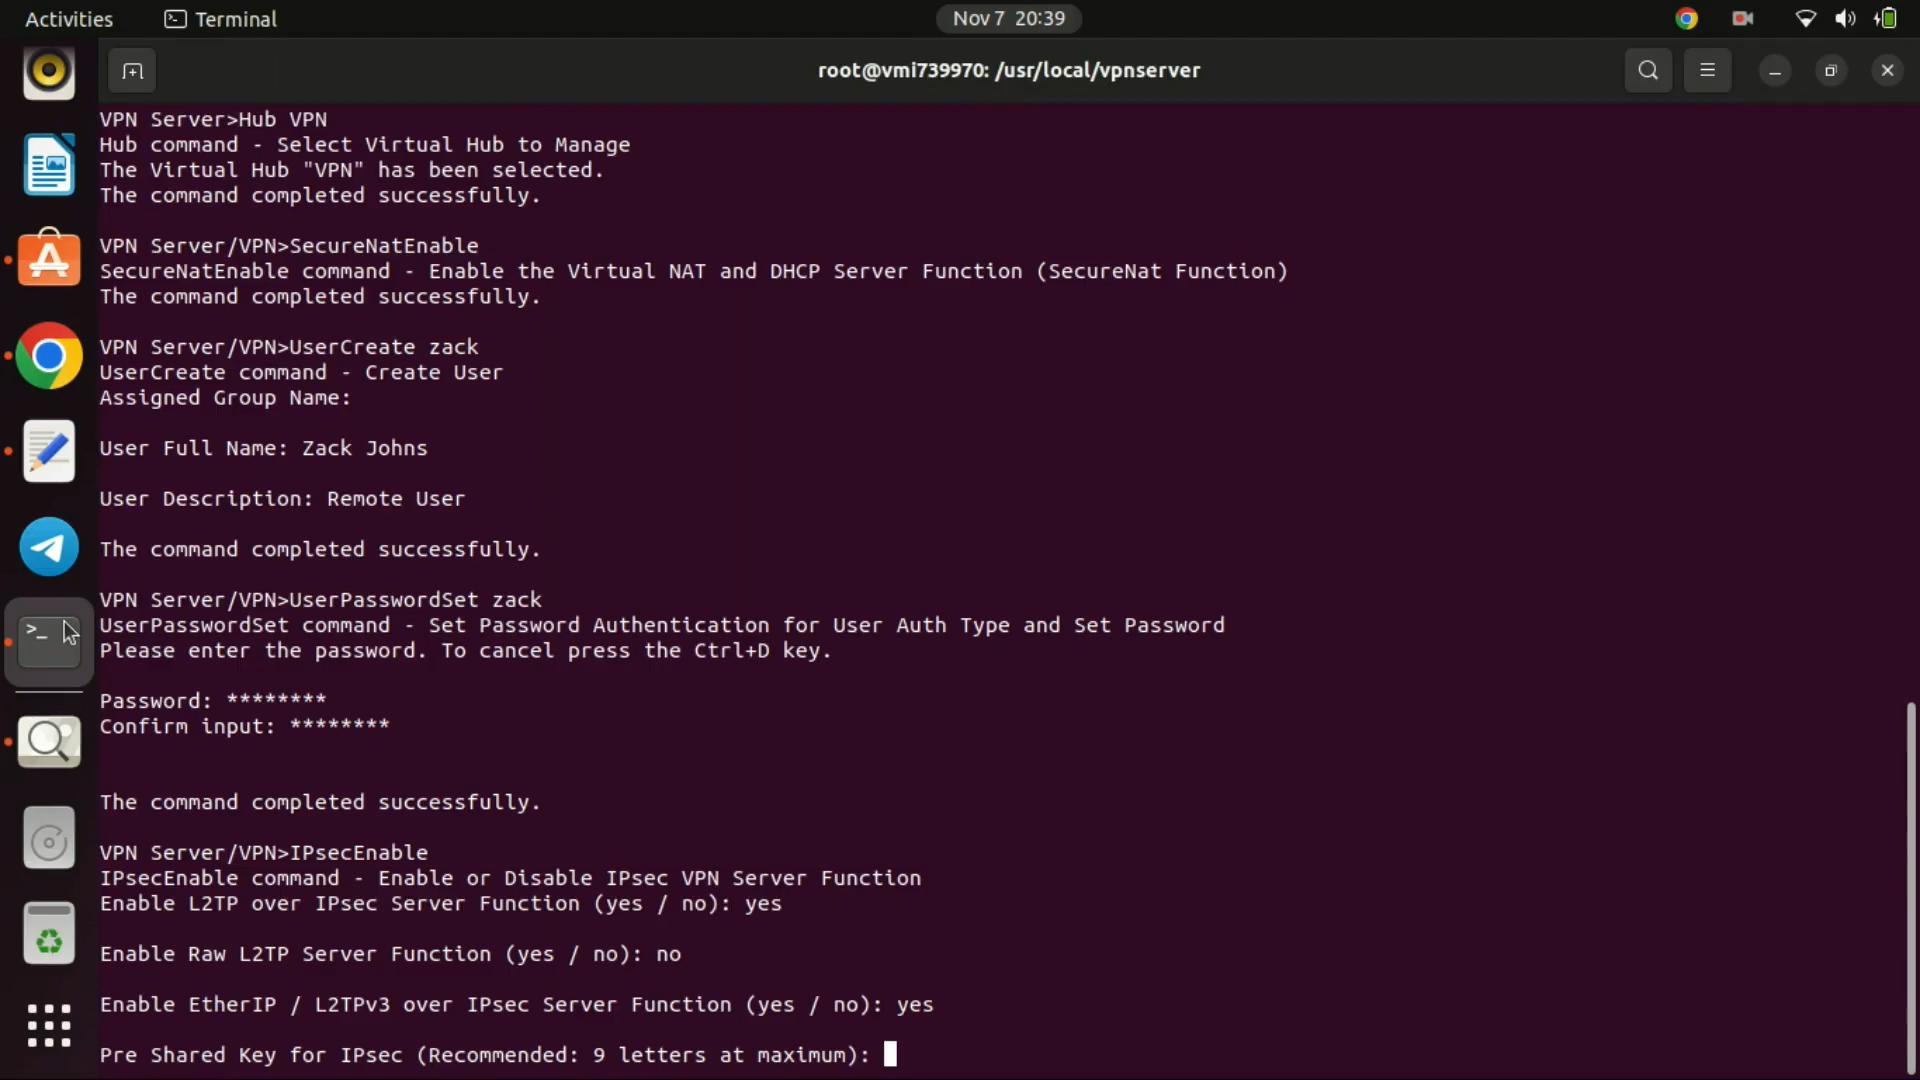 Activities
Terminal
Nov 7 20:39
root@vmi739970: /usr/local/vpnserver
VPN Server>Hub VPN
Hub command - Select Virtual Hub to Manage
The Virtual Hub "VPN" has been selected.
The command completed successfully.
VPN Server/VPN>SecureNatEnable
SecureNatEnable command - Enable the Virtual NAT and DHCP Server Function (SecureNat Function)
The command completed successfully.
VPN Server/VPN>UserCreate zack
UserCreate command - Create User
Assigned Group Name:
User Full Name: Zack Johns
User Description: Remote User
The command completed successfully.
VPN Server/VPN>UserPasswordSet zack
UserPasswordSet command - Set Password Authentication for User Auth Type and Set Password
Please enter the password. To cancel press the Ctrl+D key.
Password: ********
Confirm input: ********
The command completed successfully.
VPN Server/VPN>IPsecEnable
IPsecEnable command - Enable or Disable IPsec VPN Server Function
Enable L2TP over IPsec Server Function (yes / no): yes
Enable Raw L2TP Server Function (yes / no): no
Enable EtherIP / L2TPv3 over IPsec Server Function (yes / no): yes
Pre Shared Key for IPsec (Recommended: 9 letters at maximum):